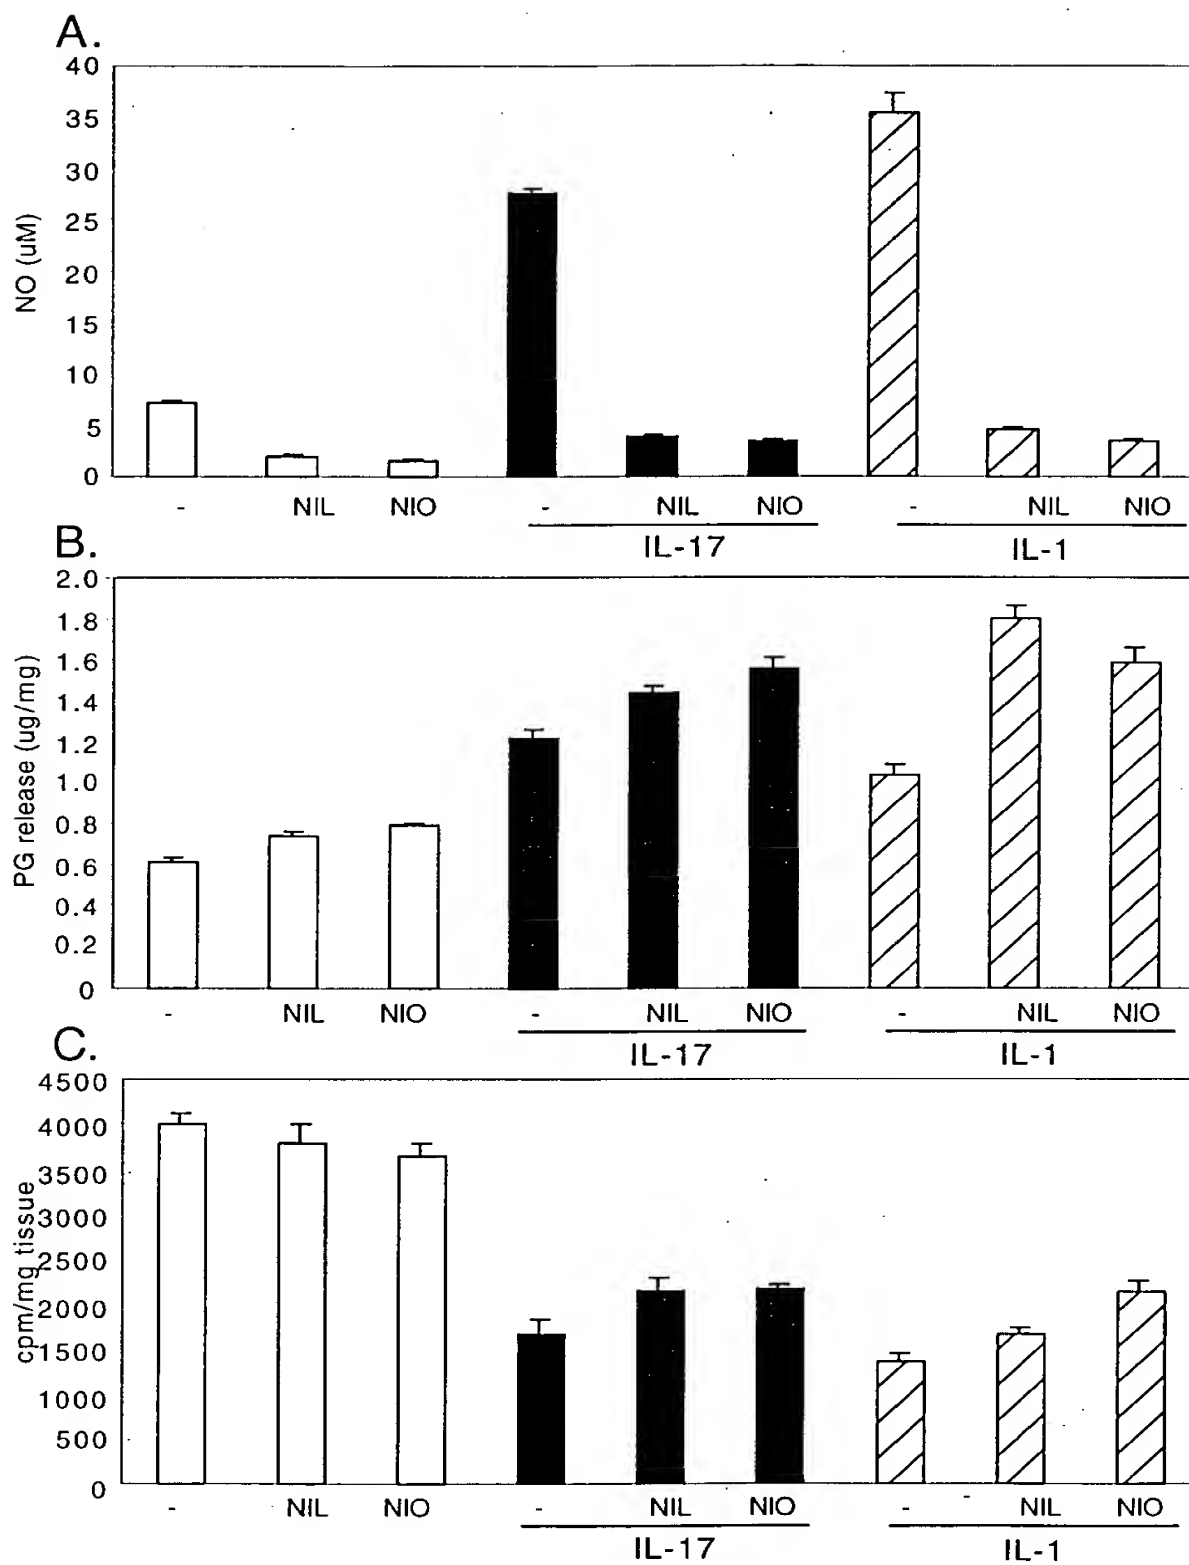 A.
40
35
30
25
20
15
10
5
0
NO (uM)
- NIL NIO - NIL NIO - NIL NIO
IL-17 IL-1
B.
2.0
1.8
1.6
1.4
1.2
1.0
0.8
0.6
0.4
0.2
0
PG release (ug/mg)
- NIL NIO - NIL NIO - NIL NIO
IL-17 IL-1
C.
4500
4000
3500
3000
2500
2000
1500
1000
500
0
cpm/mg tissue
- NIL NIO - NIL NIO - NIL NIO
IL-17 IL-1